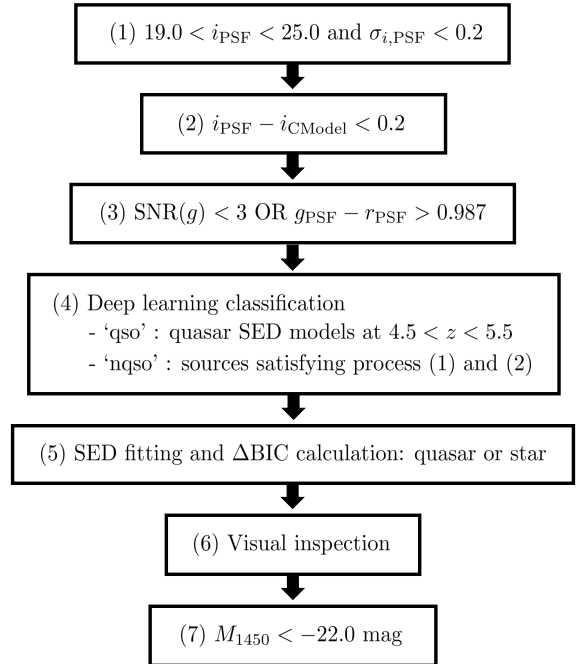 (1) 19.0 < i_PSF < 25.0 and σ_i,PSF < 0.2
(2) i_PSF − i_CModel < 0.2
(3) SNR(g) < 3 OR g_PSF − r_PSF > 0.987
(4) Deep learning classification
- ‘qso’ : quasar SED models at 4.5 < z < 5.5
- ‘nqso’ : sources satisfying process (1) and (2)
(5) SED fitting and ΔBIC calculation: quasar or star
(6) Visual inspection
(7) M_1450 < −22.0 mag